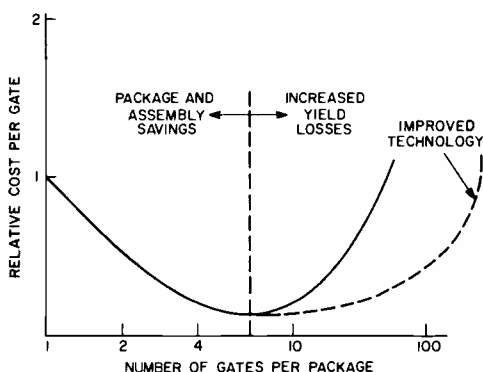 2
PACKAGE AND
ASSEMBLY
SAVINGS
INCREASED
YIELD
LOSSES
IMPROVED
TECHNOLOGY
1
0
RELATIVE COST PER GATE
1
2
4
10
100
NUMBER OF GATES PER PACKAGE